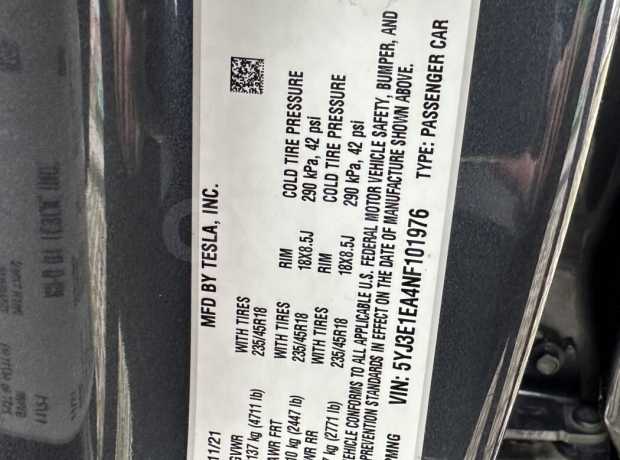 11/21 MFD BY TESLA, INC.
GVWR WITH TIRES RIM COLD TIRE PRESSURE
137 kg (4711 lb) 235/45R18 18X8.5J 290 kPa, 42 psi
AWR FRT WITH TIRES RIM COLD TIRE PRESSURE
10 kg (2447 lb) 235/45R18 18X8.5J 290 kPa, 42 psi
WR RR WITH TIRES
7 kg (2771 lb) 235/45R18
VEHICLE CONFORMS TO ALL APPLICABLE U.S. FEDERAL MOTOR VEHICLE SAFETY, BUMPER, AND
PREVENTION STANDARDS IN EFFECT ON THE DATE OF MANUFACTURE SHOWN ABOVE.
PMNG VIN: 5YJ3E1EA4NF101976 TYPE: PASSENGER CAR